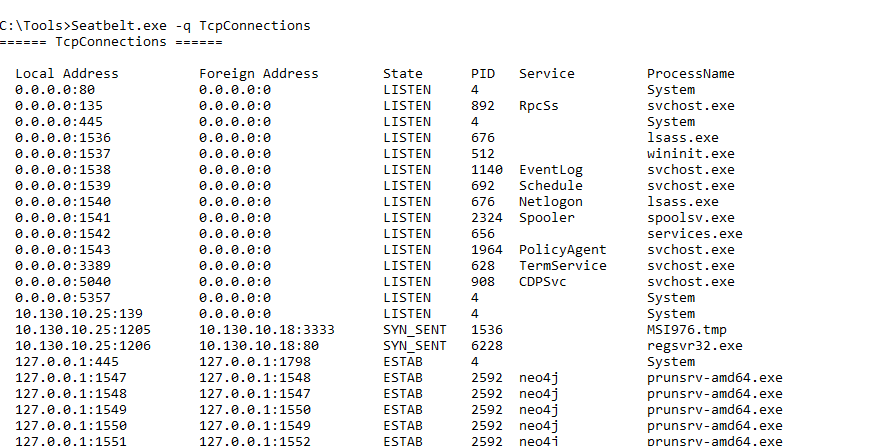 C:\Tools>Seatbelt.exe -q TcpConnections
====== TcpConnections ======
Local Address Foreign Address State PID Service ProcessName
0.0.0.0:80 0.0.0.0:0 LISTEN 4 System
0.0.0.0:135 0.0.0.0:0 LISTEN 892 RpcSs svchost.exe
0.0.0.0:445 0.0.0.0:0 LISTEN 4 System
0.0.0.0:1536 0.0.0.0:0 LISTEN 676 lsass.exe
0.0.0.0:1537 0.0.0.0:0 LISTEN 512 wininit.exe
0.0.0.0:1538 0.0.0.0:0 LISTEN 1140 EventLog svchost.exe
0.0.0.0:1539 0.0.0.0:0 LISTEN 692 Schedule svchost.exe
0.0.0.0:1540 0.0.0.0:0 LISTEN 676 Netlogon lsass.exe
0.0.0.0:1541 0.0.0.0:0 LISTEN 2324 Spooler spoolsv.exe
0.0.0.0:1542 0.0.0.0:0 LISTEN 656 services.exe
0.0.0.0:1543 0.0.0.0:0 LISTEN 1964 PolicyAgent svchost.exe
0.0.0.0:3389 0.0.0.0:0 LISTEN 628 TermService svchost.exe
0.0.0.0:5040 0.0.0.0:0 LISTEN 908 CDPSvc svchost.exe
0.0.0.0:5357 0.0.0.0:0 LISTEN 4 System
10.130.10.25:139 0.0.0.0:0 LISTEN 4 System
10.130.10.25:1205 10.130.10.18:3333 SYN_SENT 1536 MSI976.tmp
10.130.10.25:1206 10.130.10.18:80 SYN_SENT 6228 regsvr32.exe
127.0.0.1:445 127.0.0.1:1798 ESTAB 4 System
127.0.0.1:1547 127.0.0.1:1548 ESTAB 2592 neo4j prunsrv-amd64.exe
127.0.0.1:1548 127.0.0.1:1547 ESTAB 2592 neo4j prunsrv-amd64.exe
127.0.0.1:1549 127.0.0.1:1550 ESTAB 2592 neo4j prunsrv-amd64.exe
127.0.0.1:1550 127.0.0.1:1549 ESTAB 2592 neo4j prunsrv-amd64.exe
127.0.0.1:1551 127.0.0.1:1552 ESTAB 2592 neo4j prunsrv-amd64.exe